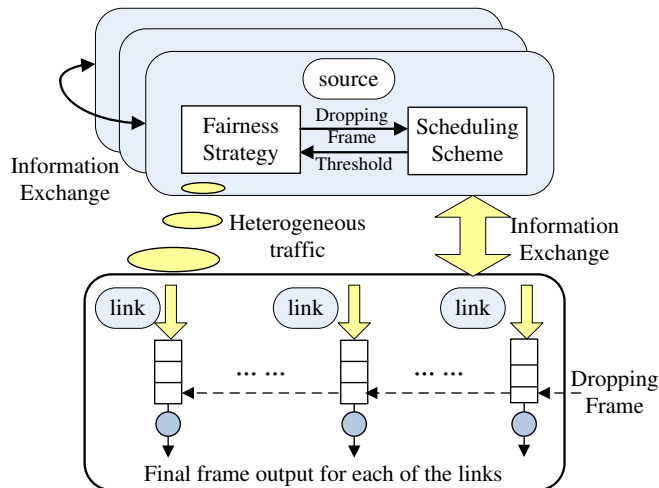 source
Fairness
Strategy
Dropping
Frame
Threshold
Scheduling
Scheme
Information
Exchange
Heterogeneous
traffic
Information
Exchange
link
link
link
... ...
... ...
Dropping
Frame
Final frame output for each of the links